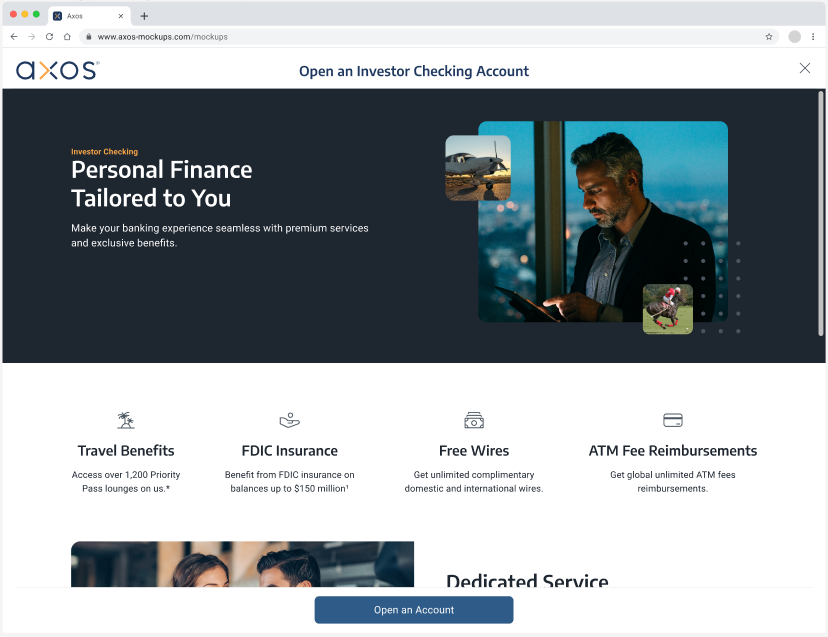 Axos
www.axos-mockups.com/mockups
axos®
Open an Investor Checking Account
Investor Checking
Personal Finance
Tailored to You
Make your banking experience seamless with premium services
and exclusive benefits.
Travel Benefits
Access over 1,200 Priority
Pass lounges on us.*
FDIC Insurance
Benefit from FDIC insurance on
balances up to $150 million¹
Free Wires
Get unlimited complimentary
domestic and international wires.
ATM Fee Reimbursements
Get global unlimited ATM fees
reimbursements.
Dedicated Service
Open an Account